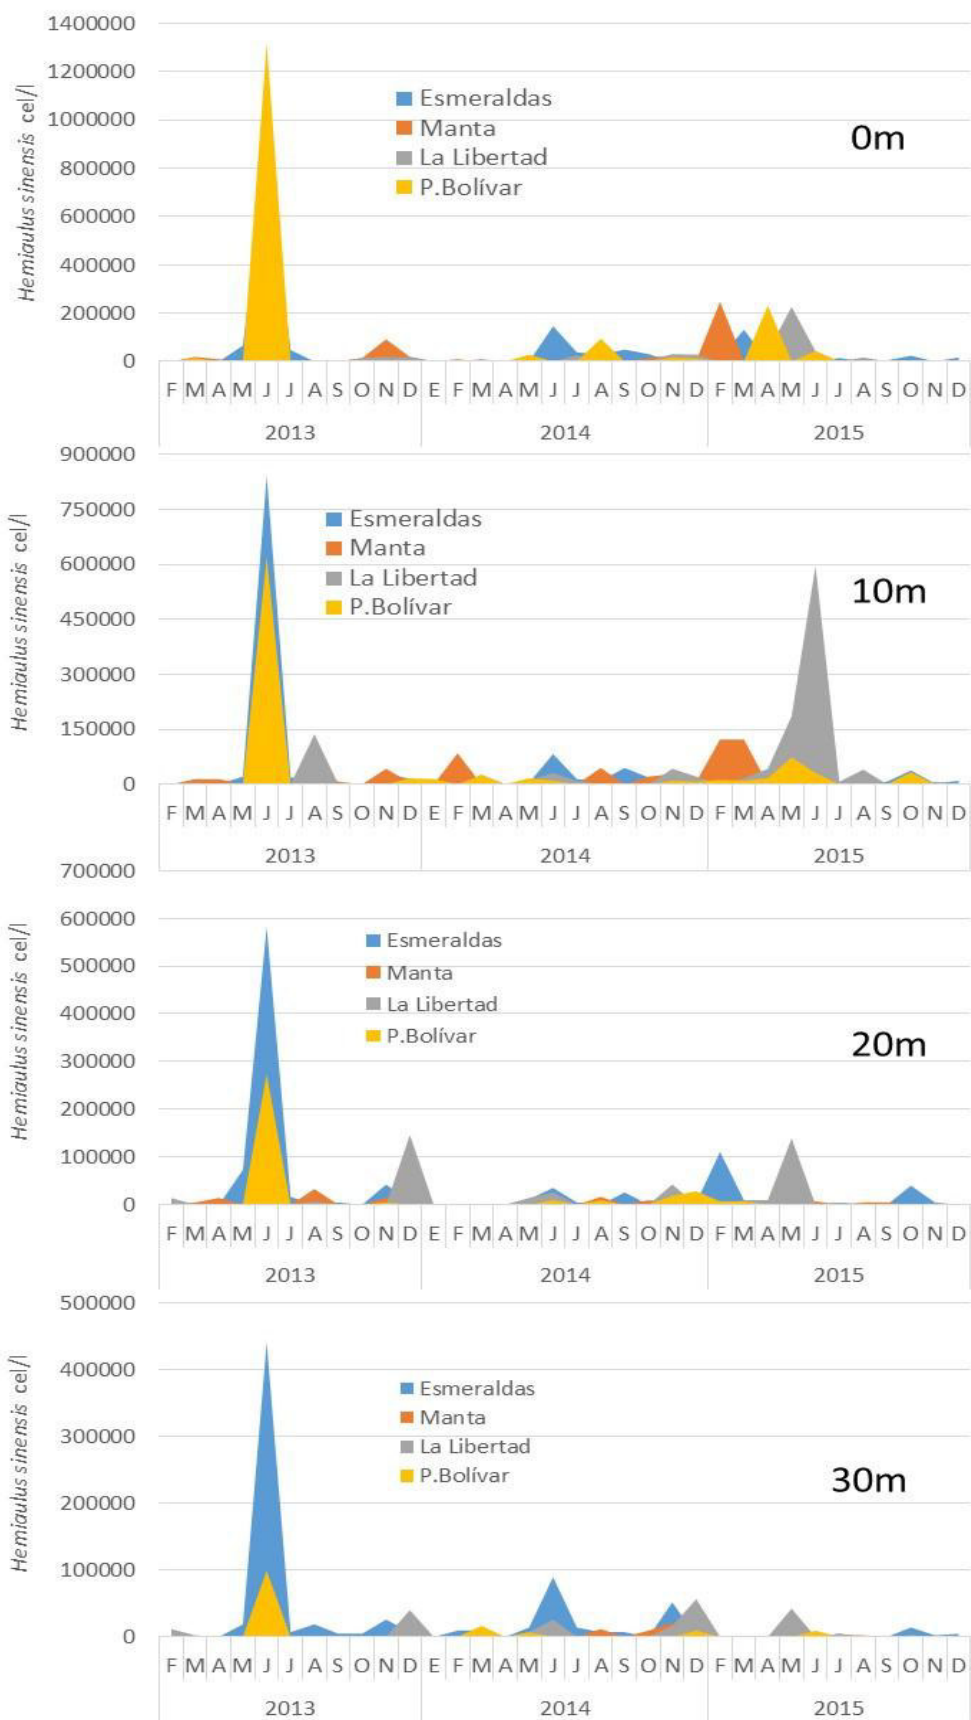 1400000
1200000
1000000
800000
600000
400000
200000
0
Hemiaulus sinensis cel/l
Esmeraldas
Manta
La Libertad
P.Bolívar
0m
F M A M J J A S O N D E F M A M J J A S O N D F M A M J J A S O N D
2013 2014 2015
900000
750000
600000
450000
300000
150000
0
Hemiaulus sinensis cel/l
Esmeraldas
Manta
La Libertad
P.Bolívar
10m
F M A M J J A S O N D E F M A M J J A S O N D F M A M J J A S O N D
2013 2014 2015
700000
600000
500000
400000
300000
200000
100000
0
Hemiaulus sinensis cel/l
Esmeraldas
Manta
La Libertad
P.Bolívar
20m
F M A M J J A S O N D E F M A M J J A S O N D F M A M J J A S O N D
2013 2014 2015
500000
400000
300000
200000
100000
0
Hemiaulus sinensis cel/l
Esmeraldas
Manta
La Libertad
P.Bolívar
30m
F M A M J J A S O N D E F M A M J J A S O N D F M A M J J A S O N D
2013 2014 2015